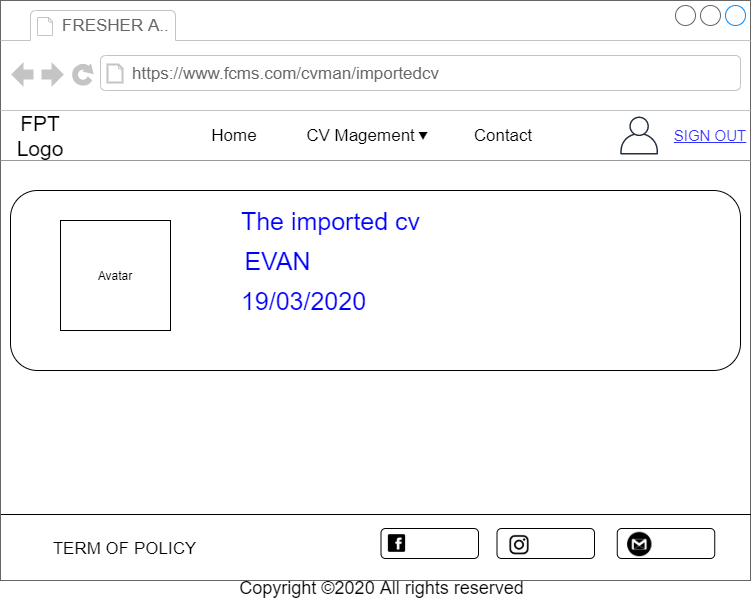 FRESHER A..
https://www.fcms.com/cvman/importedcv
FPT
Logo
Home
CV Magement
Contact
SIGN OUT
Avatar
The imported cv
EVAN
19/03/2020
TERM OF POLICY
Copyright ©2020 All rights reserved